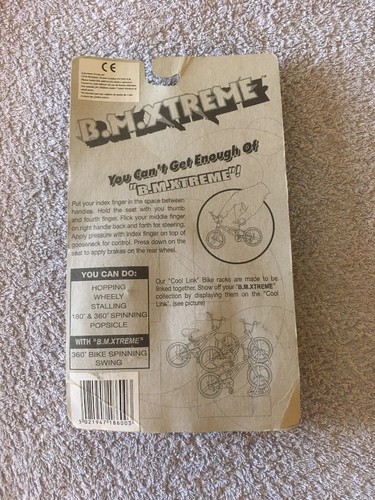 CE
B.M.XTREME
You Can't Get Enough Of
"B.M.XTREME"!
Put your index finger in the space between
handles. Hold the seat with you thumb
and fourth finger. Flick your middle finger
on right handle back and forth for steering.
Apply pressure with index finger on top of
gooseneck for control. Press down on the
seat to apply brakes on the rear wheel.
YOU CAN DO:
HOPPING
WHEELY
STALLING
180° & 360° SPINNING
POPSICLE
WITH "B.M.XTREME"
360° BIKE SPINNING
SWING
Our "Cool Link" Bike racks are made to be
linked together. Show off your "B.M.XTREME"
collection by displaying them on the "Cool
Link". (see picture)
3 021947 186003